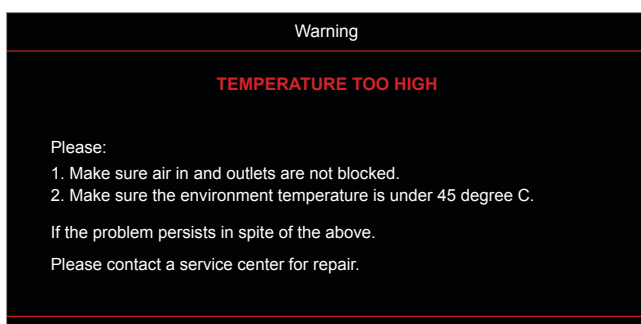 Warning
TEMPERATURE TOO HIGH
Please:
1. Make sure air in and outlets are not blocked.
2. Make sure the environment temperature is under 45 degree C.
If the problem persists in spite of the above.
Please contact a service center for repair.